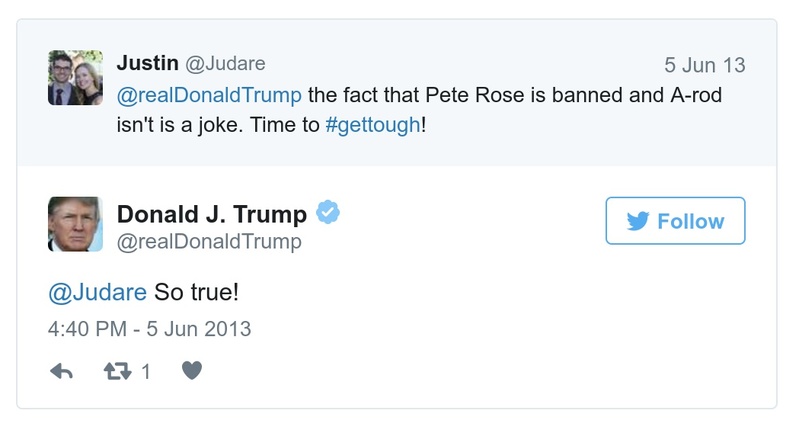 Justin @Judare 5 Jun 13
@realDonaldTrump the fact that Pete Rose is banned and A-rod
isn't is a joke. Time to #gettough!
Donald J. Trump
@realDonaldTrump
Follow
@Judare So true!
4:40 PM - 5 Jun 2013
1